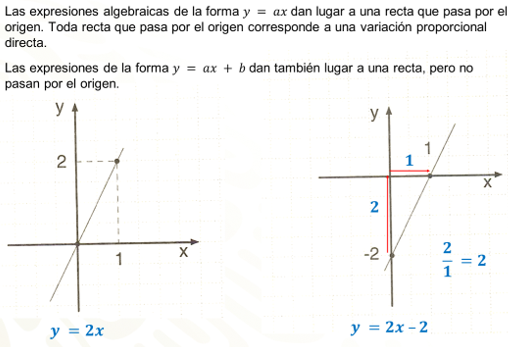 Las expresiones algebraicas de la forma y = ax dan lugar a una recta que pasa por el
origen. Toda recta que pasa por el origen corresponde a una variación proporcional
directa.
Las expresiones de la forma y = ax + b dan también lugar a una recta, pero no
pasan por el origen.
y
2
1
x
y = 2x
y
1
1
x
2
-2
2/1 = 2
y = 2x – 2